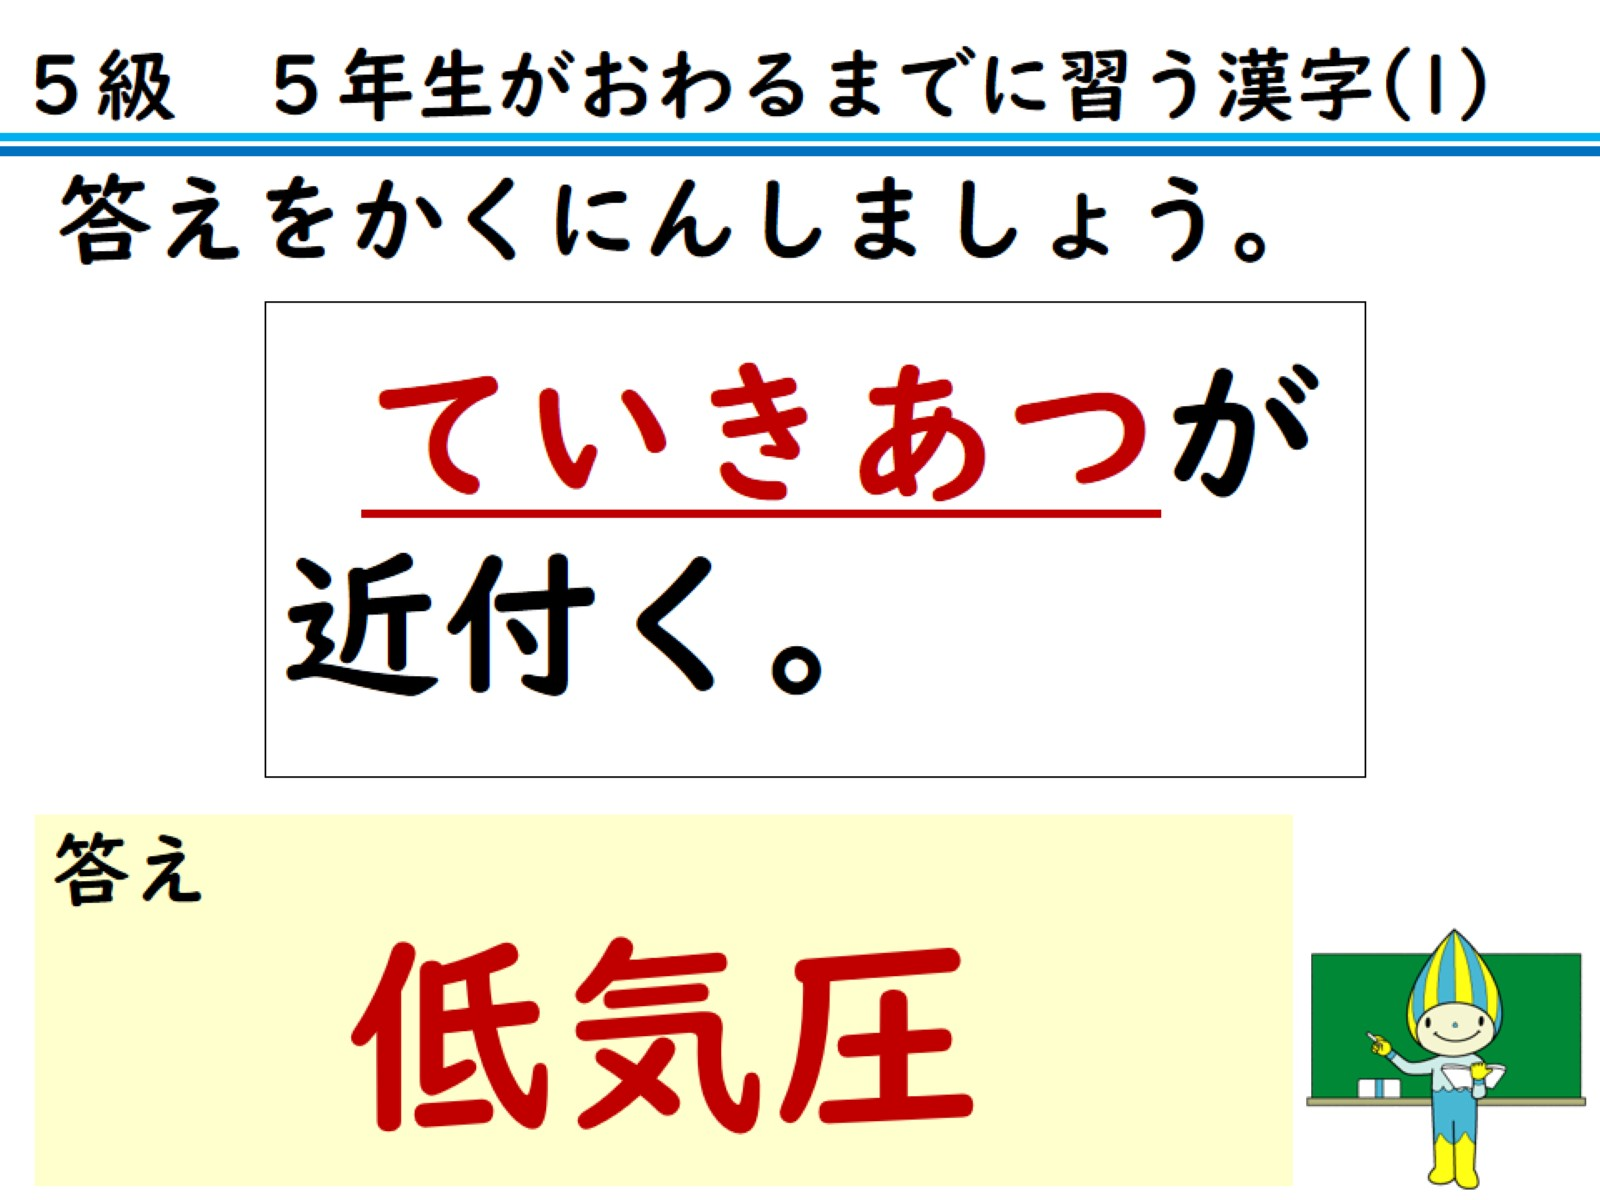 ５級　５年生がおわるまでに習う漢字(1)
答えをかくにんしましょう。
ていきあつが
近付く。
答え
低気圧